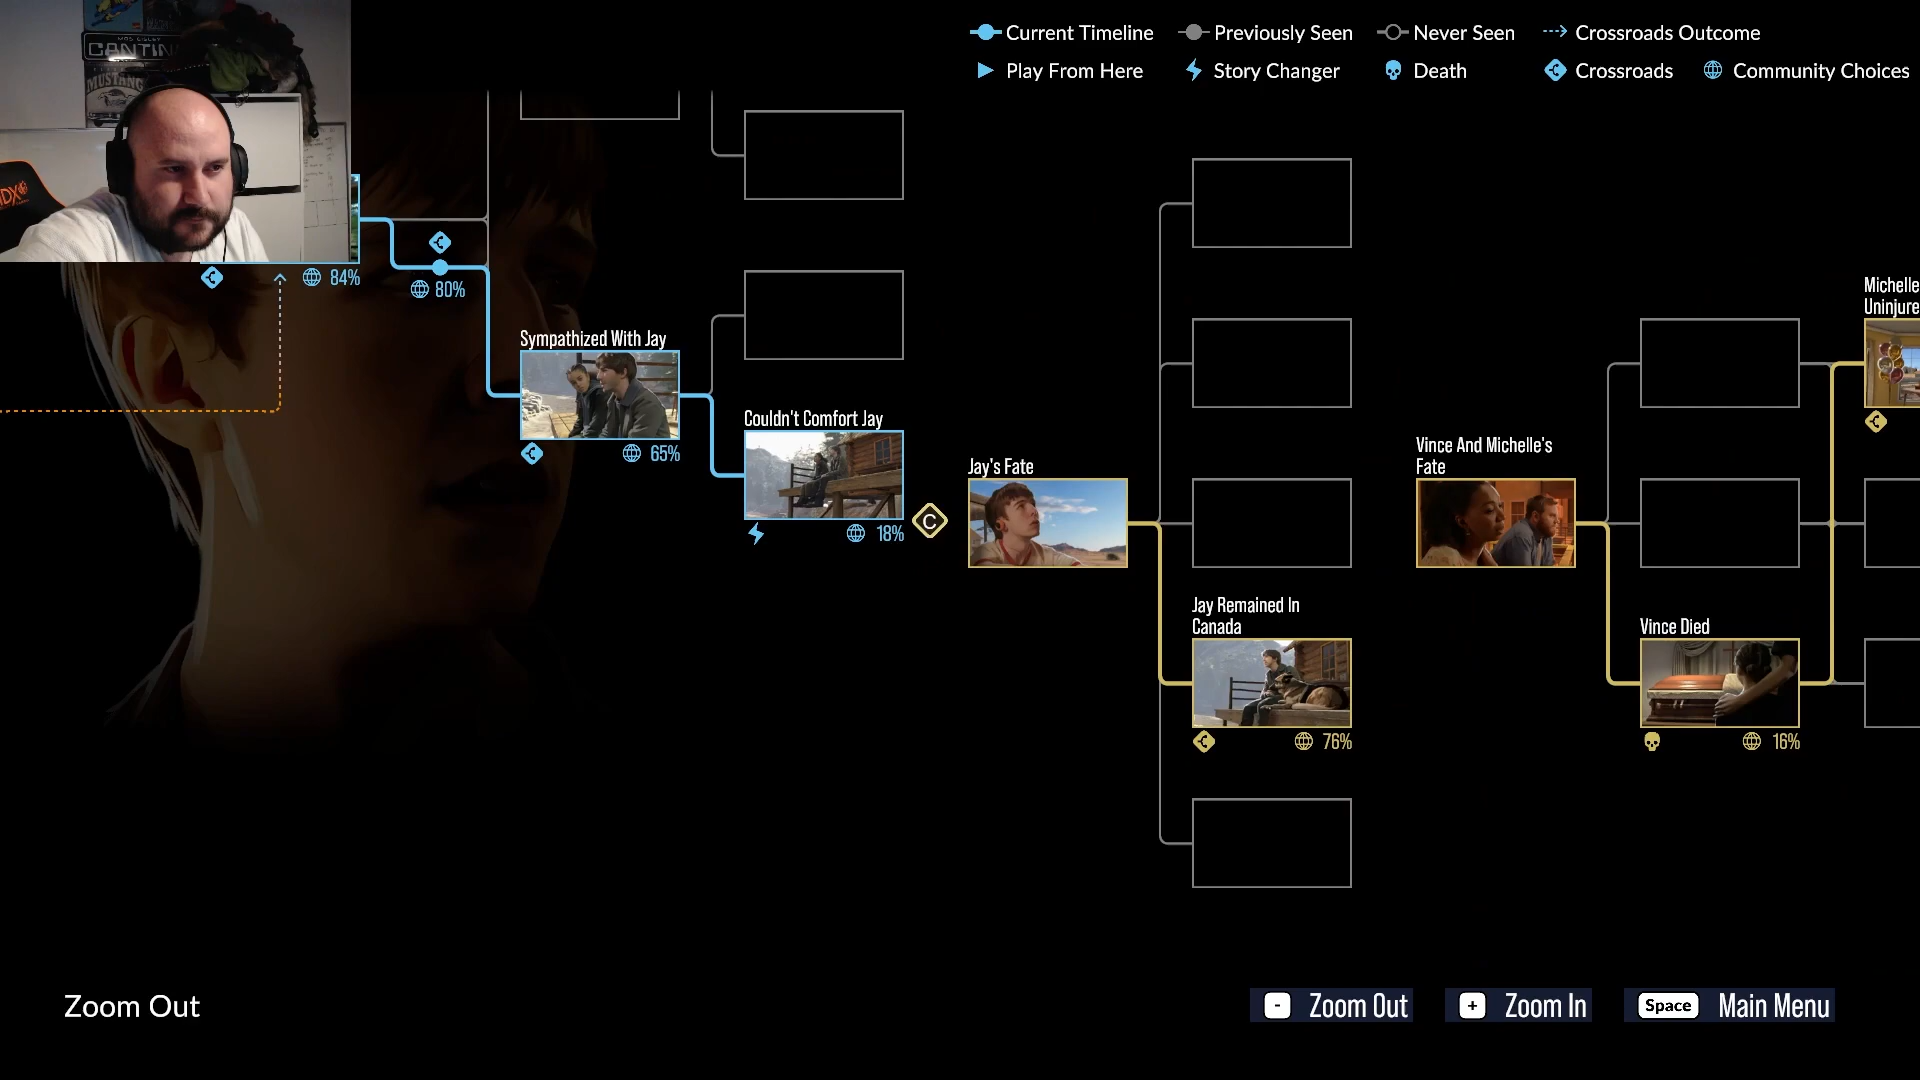 Current Timeline
Previously Seen
Never Seen
Crossroads Outcome
Play From Here
Story Changer
Death
Crossroads
Community Choices
CANTIN
MUSTANG
84%
80%
Sympathized With Jay
65%
Couldn't Comfort Jay
18%
C
Jay's Fate
Jay Remained In
Canada
76%
Vince And Michelle's
Fate
Vince Died
16%
Michelle
Uninjure
Zoom Out
- Zoom Out
+ Zoom In
Space Main Menu